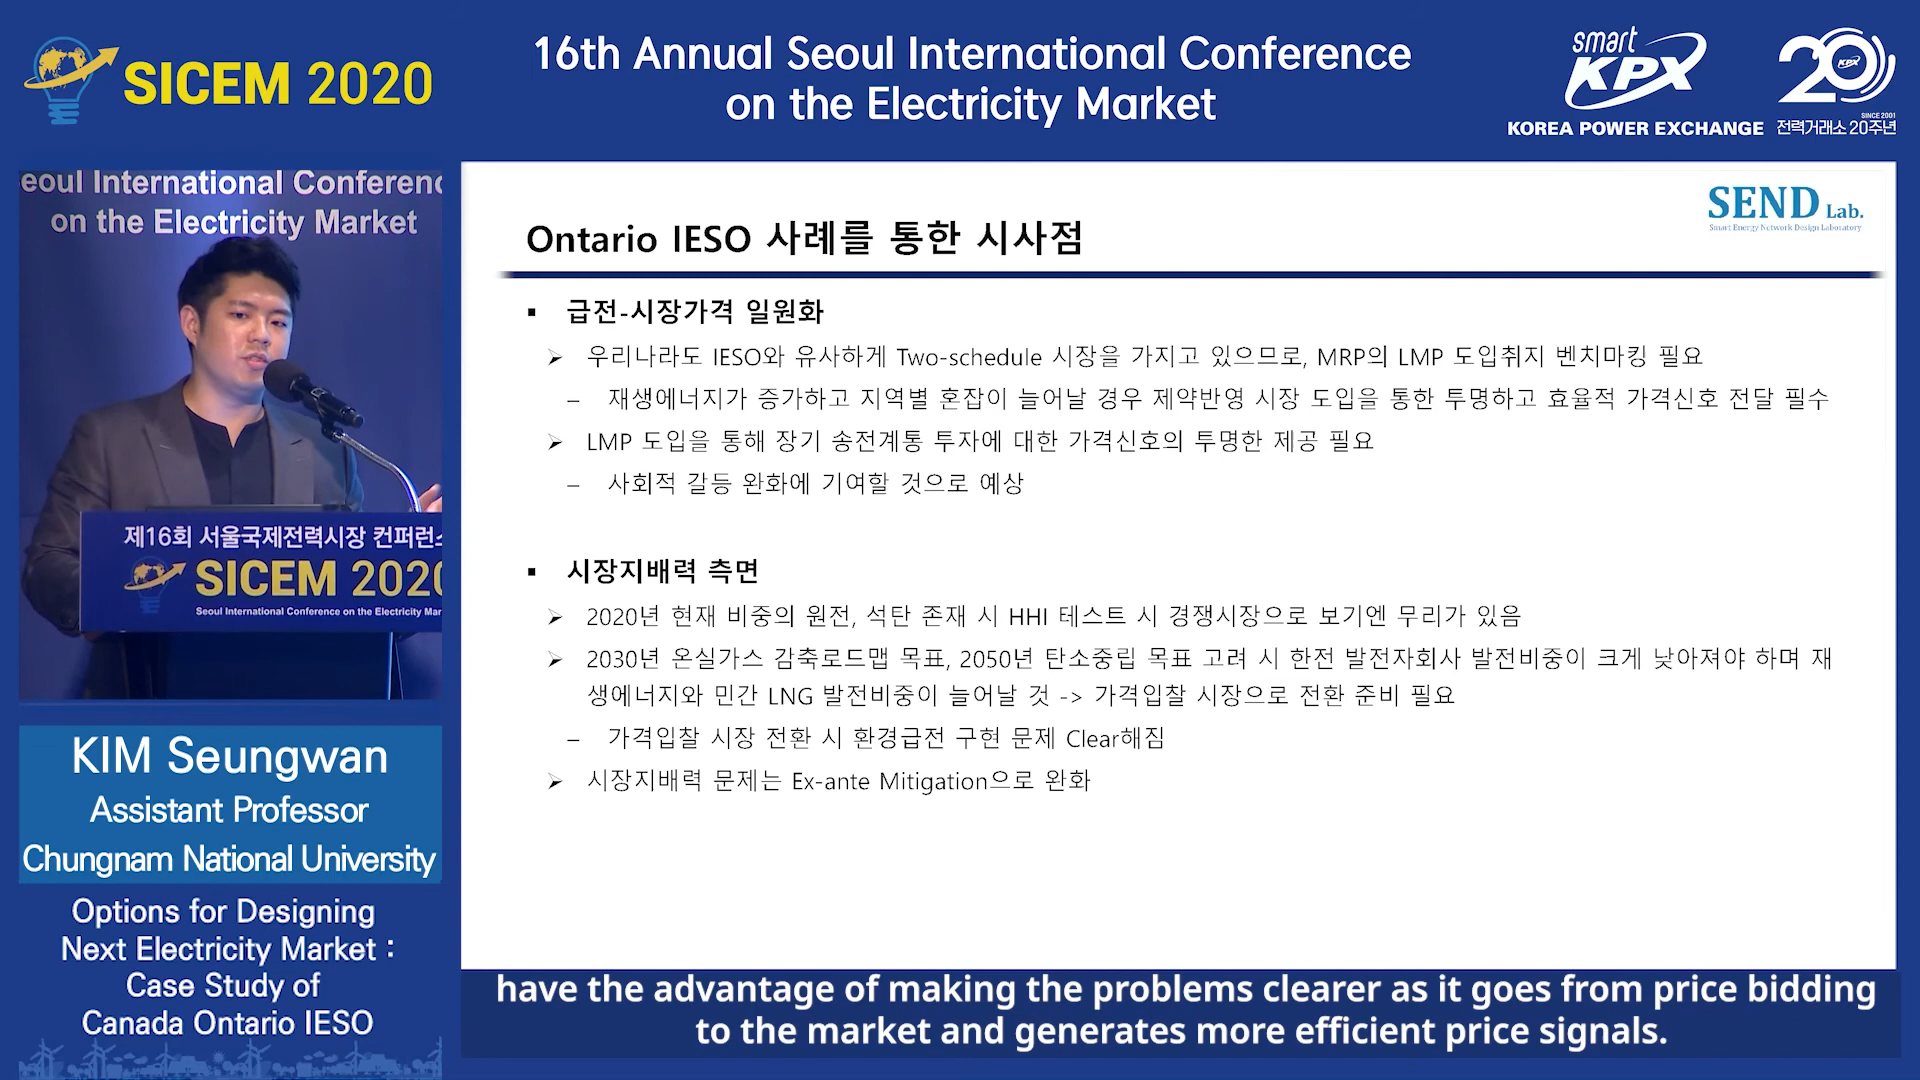 SICEM 2020
16th Annual Seoul International Conference
on the Electricity Market
smart
KPX
KOREA POWER EXCHANGE
20
KPX
SINCE 2001
전력거래소 20주년
eoul International Conferenc
on the Electricity Market
제16회 서울국제전력시장 컨퍼런스
SICEM 2020
Seoul International Conference on the Electricity Mar
KIM Seungwan
Assistant Professor
Chungnam National University
Options for Designing
Next Electricity Market :
Case Study of
Canada Ontario IESO
SEND Lab.
Smart Energy Network Design Laboratory
Ontario IESO 사례를 통한 시사점
▪ 급전-시장가격 일원화
➢ 우리나라도 IESO와 유사하게 Two-schedule 시장을 가지고 있으므로, MRP의 LMP 도입취지 벤치마킹 필요
– 재생에너지가 증가하고 지역별 혼잡이 늘어날 경우 제약반영 시장 도입을 통한 투명하고 효율적 가격신호 전달 필수
➢ LMP 도입을 통해 장기 송전계통 투자에 대한 가격신호의 투명한 제공 필요
– 사회적 갈등 완화에 기여할 것으로 예상
▪ 시장지배력 측면
➢ 2020년 현재 비중의 원전, 석탄 존재 시 HHI 테스트 시 경쟁시장으로 보기엔 무리가 있음
➢ 2030년 온실가스 감축로드맵 목표, 2050년 탄소중립 목표 고려 시 한전 발전자회사 발전비중이 크게 낮아져야 하며 재
생에너지와 민간 LNG 발전비중이 늘어날 것 -> 가격입찰 시장으로 전환 준비 필요
– 가격입찰 시장 전환 시 환경급전 구현 문제 Clear해짐
➢ 시장지배력 문제는 Ex-ante Mitigation으로 완화
have the advantage of making the problems clearer as it goes from price bidding
to the market and generates more efficient price signals.